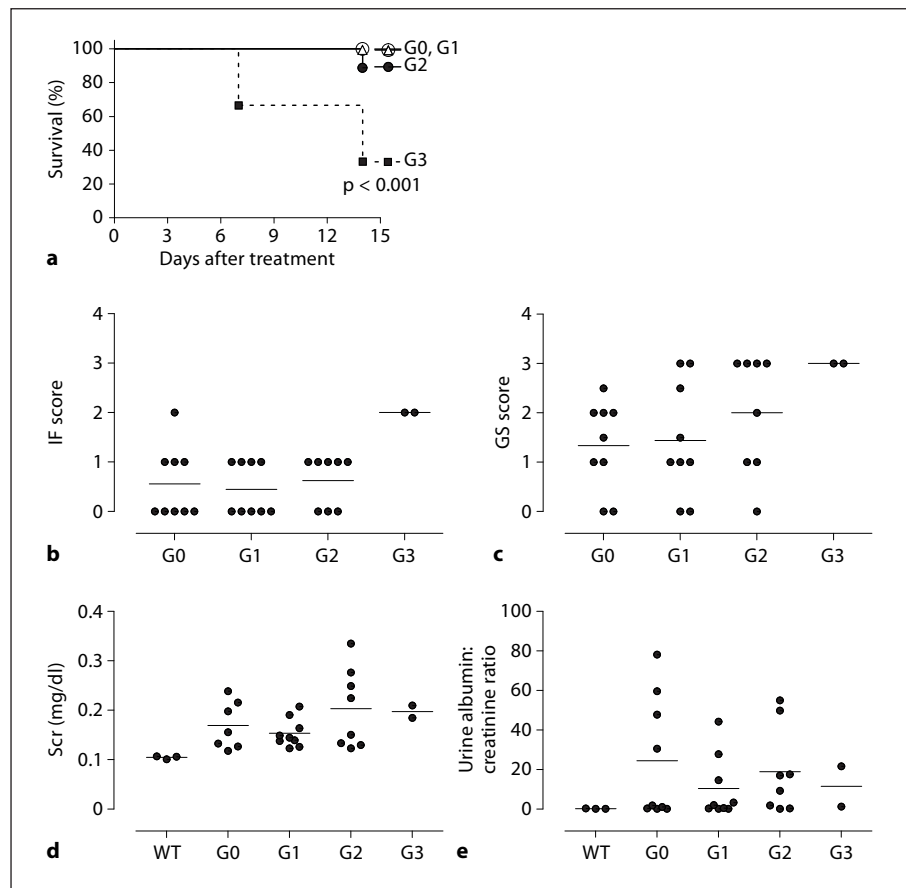 100
80
60
40
20
0
Survival (%)
G0, G1
G2
G3
p < 0.001
0 3 6 9 12 15
Days after treatment
a
4
3
2
1
0
IF score
G0 G1 G2 G3
b
4
3
2
1
0
GS score
G0 G1 G2 G3
c
0.4
0.3
0.2
0.1
0
Scr (mg/dl)
WT G0 G1 G2 G3
d
100
80
60
40
20
0
Urine albumin:
creatinine ratio
WT G0 G1 G2 G3
e